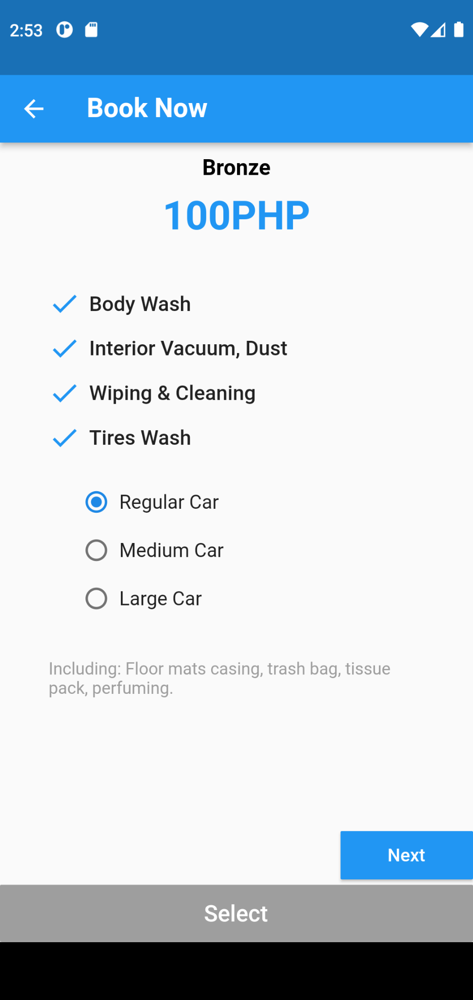 2:53
Book Now
Bronze
100PHP
Body Wash
Interior Vacuum, Dust
Wiping & Cleaning
Tires Wash
Regular Car
Medium Car
Large Car
Including: Floor mats casing, trash bag, tissue
pack, perfuming.
Next
Select